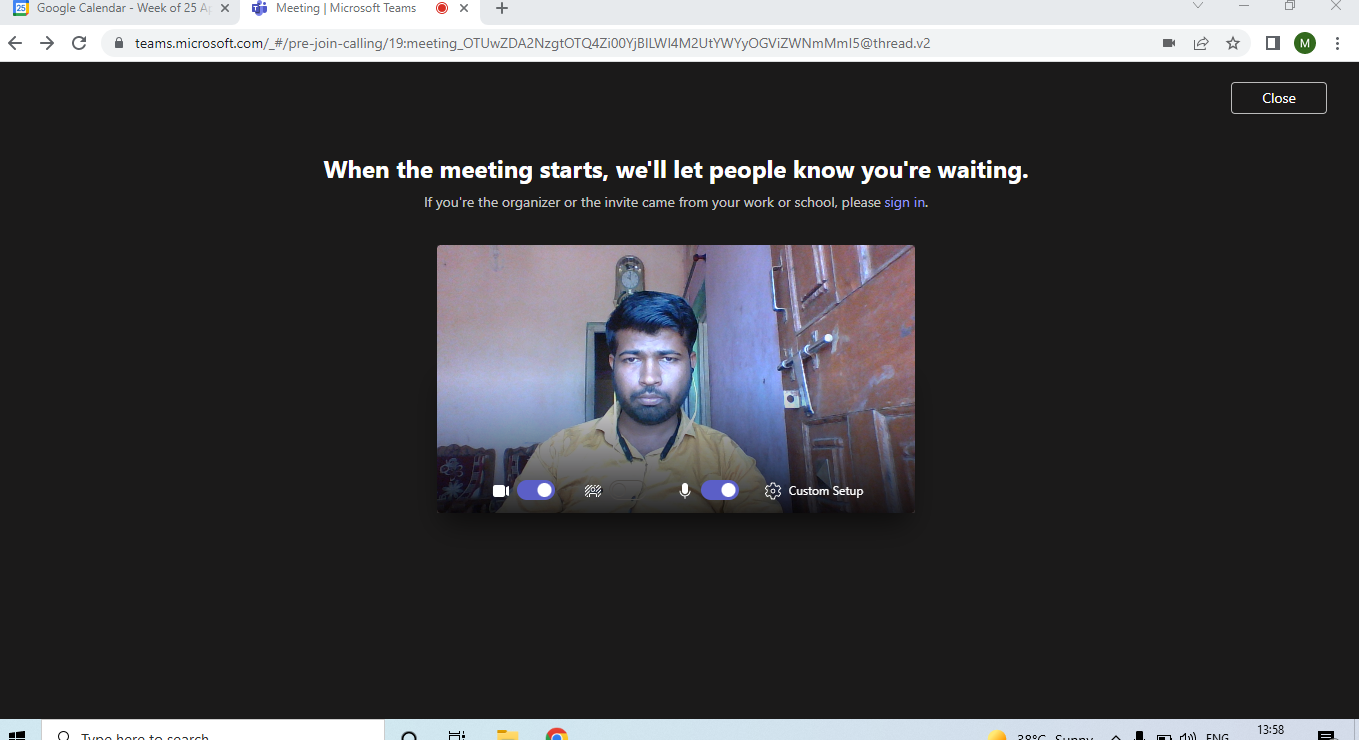 25 Google Calendar - Week of 25 Ap
Meeting | Microsoft Teams
teams.microsoft.com/_#/pre-join-calling/19:meeting_OTUwZDA2NzgtOTQ4Zi00YjBlLWI4M2UtYWYyOGViZWNmMmI5@thread.v2
M
Close
When the meeting starts, we'll let people know you're waiting.
If you're the organizer or the invite came from your work or school, please sign in.
Custom Setup
Type here to search
38°C Sunny
ENG
13:58